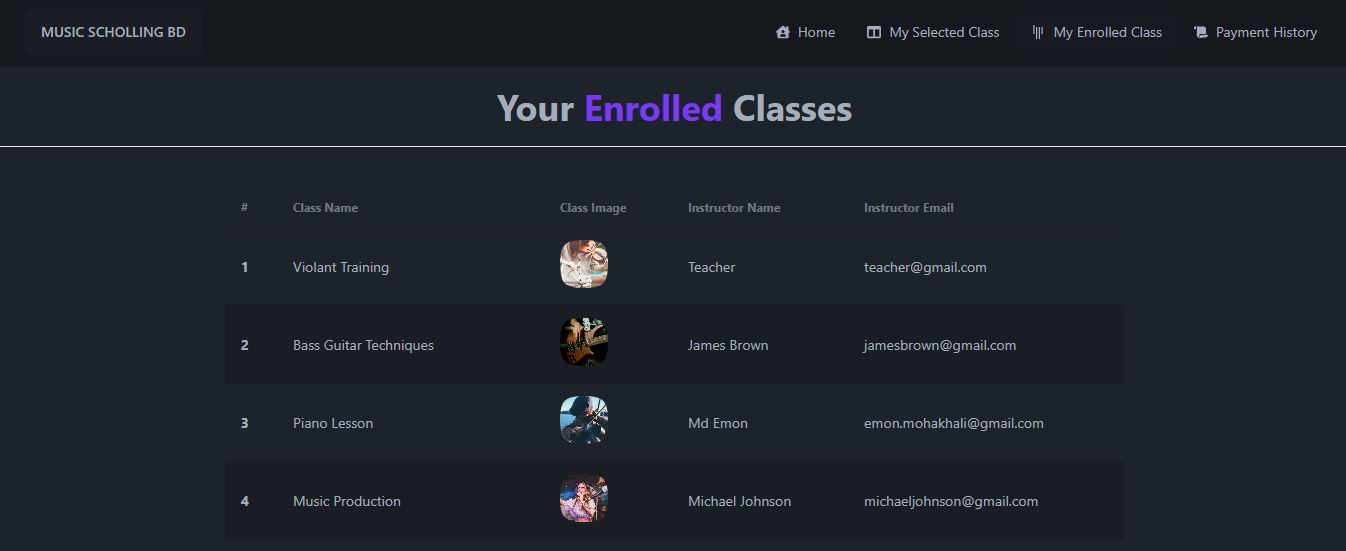 MUSIC SCHOLLING BD Home My Selected Class My Enrolled Class Payment History
Your Enrolled Classes
# Class Name Class Image Instructor Name Instructor Email
1 Violant Training Teacher teacher@gmail.com
2 Bass Guitar Techniques James Brown jamesbrown@gmail.com
3 Piano Lesson Md Emon emon.mohakhali@gmail.com
4 Music Production Michael Johnson michaeljohnson@gmail.com